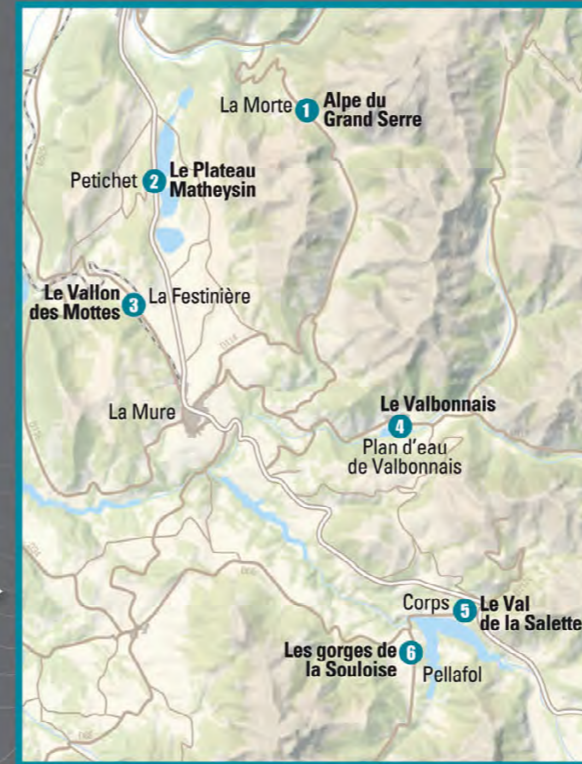 La Morte
1
Alpe du
Grand Serre
Petichet
2
Le Plateau
Matheysin
Le Vallon
des Mottes
3
La Festinière
La Mure
Le Valbonnais
4
Plan d'eau
de Valbonnais
Corps
5
Le Val
de la Salette
Les gorges de
la Souloise
6
Pellafol